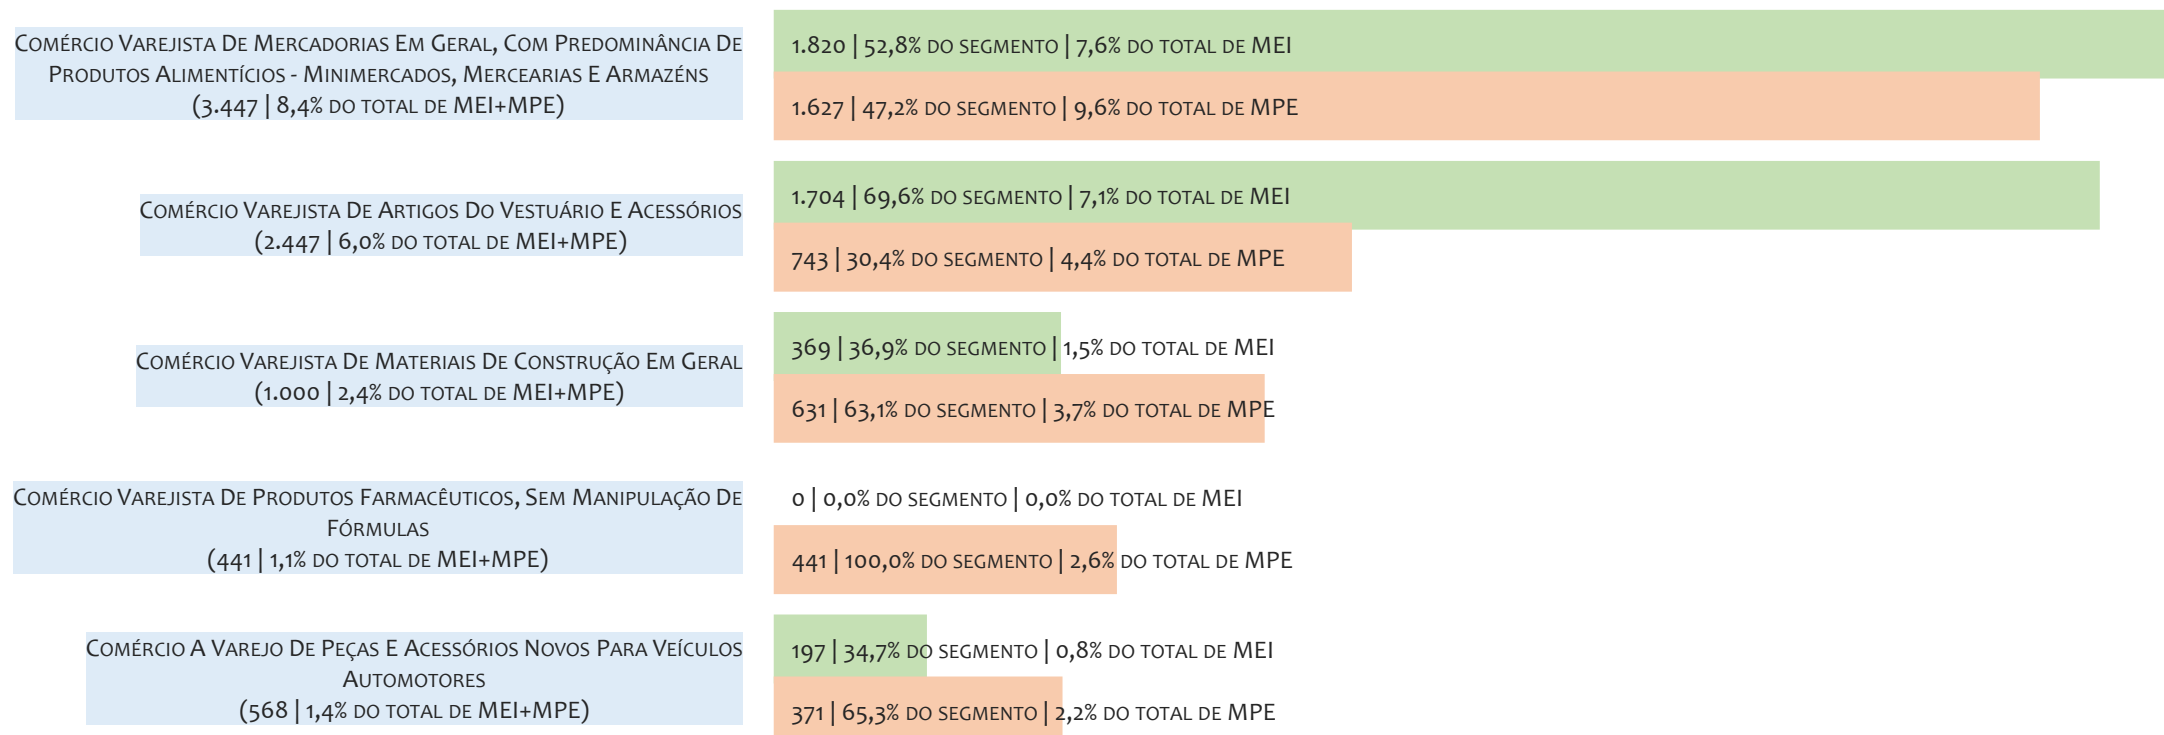 Comércio Varejista De Mercadorias Em Geral, Com Predominância De
Produtos Alimentícios - Minimercados, Mercearias E Armazéns
(3.447 | 8,4% do total de MEI+MPE)
1.820 | 52,8% do segmento | 7,6% do total de MEI
1.627 | 47,2% do segmento | 9,6% do total de MPE
Comércio Varejista De Artigos Do Vestuário E Acessórios
(2.447 | 6,0% do total de MEI+MPE)
1.704 | 69,6% do segmento | 7,1% do total de MEI
743 | 30,4% do segmento | 4,4% do total de MPE
Comércio Varejista De Materiais De Construção Em Geral
(1.000 | 2,4% do total de MEI+MPE)
369 | 36,9% do segmento | 1,5% do total de MEI
631 | 63,1% do segmento | 3,7% do total de MPE
Comércio Varejista De Produtos Farmacêuticos, Sem Manipulação De
Fórmulas
(441 | 1,1% do total de MEI+MPE)
0 | 0,0% do segmento | 0,0% do total de MEI
441 | 100,0% do segmento | 2,6% do total de MPE
Comércio A Varejo De Peças E Acessórios Novos Para Veículos
Automotores
(568 | 1,4% do total de MEI+MPE)
197 | 34,7% do segmento | 0,8% do total de MEI
371 | 65,3% do segmento | 2,2% do total de MPE